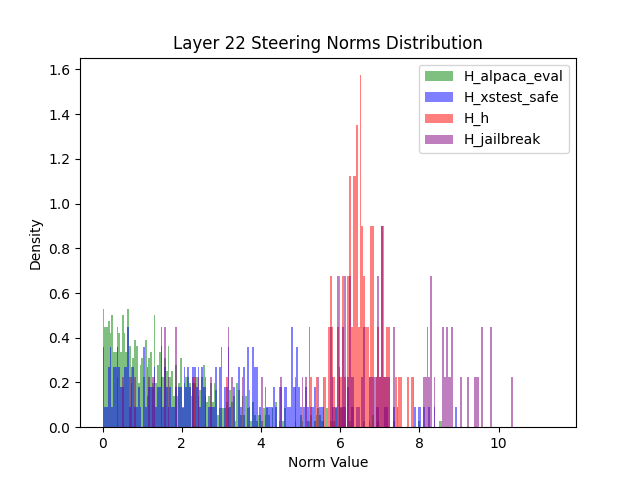 Layer 22 Steering Norms Distribution
H_alpaca_eval
H_xstest_safe
H_h
H_jailbreak
1.6
1.4
1.2
1.0
0.8
0.6
0.4
0.2
0.0
Density
0 2 4 6 8 10
Norm Value